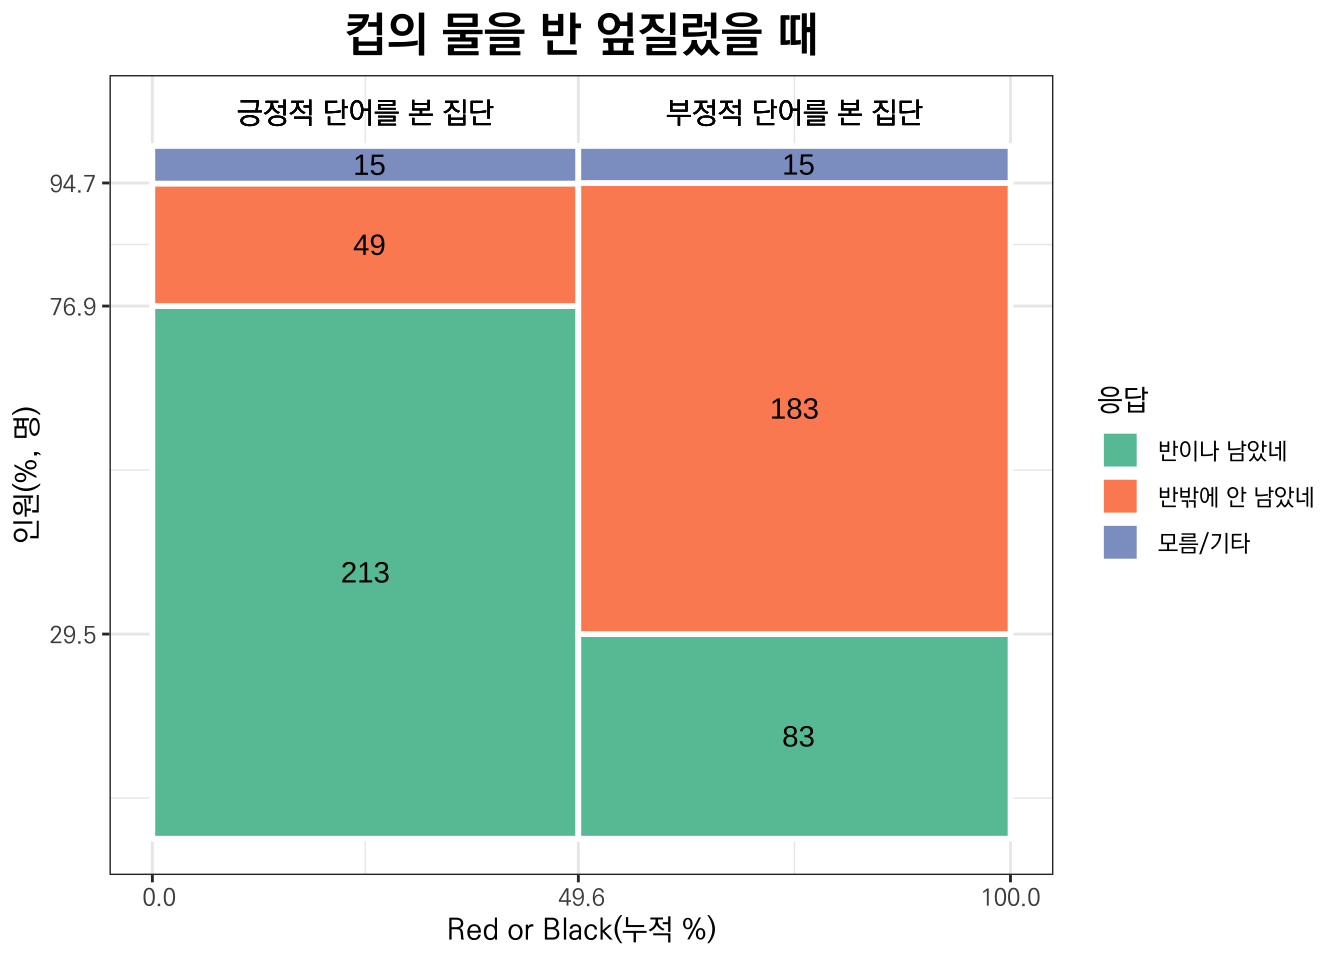 컵의 물을 반 엎질렀을 때
긍정적 단어를 본 집단
부정적 단어를 본 집단
15
15
94.7
49
76.9
183
213
29.5
83
인원(%, 명)
0.0
49.6
100.0
Red or Black(누적 %)
응답
반이나 남았네
반밖에 안 남았네
모름/기타